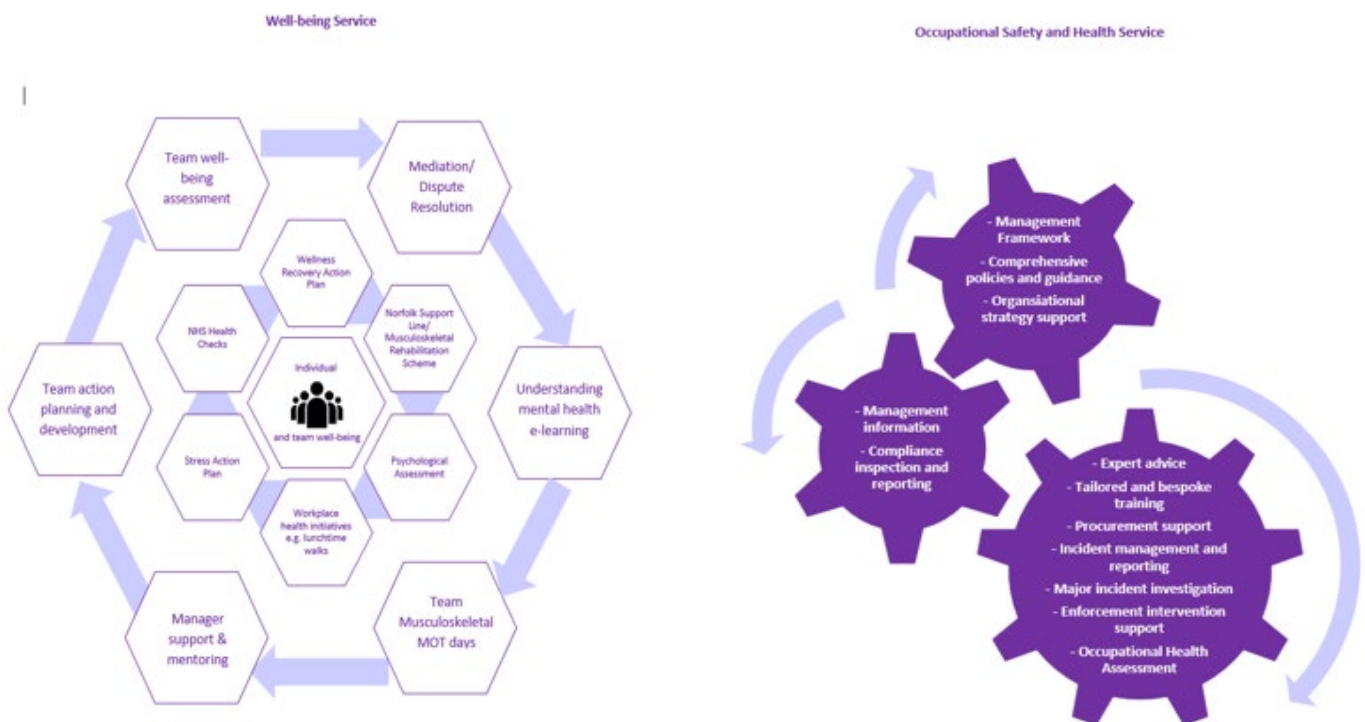 Well-being Service
Team well-
being
assessment
Mediation/
Dispute
Resolution
Wellness
Recovery Action
Plan
NHS Health
Checks
Norfolk Support
Line/
Musculoskeletal
Rehabilitation
Scheme
Individual
and team well-being
Team action
planning and
development
Understanding
mental health
e-learning
Stress Action
Plan
Psychological
Assessment
Workplace
health initiatives
e.g. lunchtime
walks
Manager
support &
mentoring
Team
Musculoskeletal
MOT days
Occupational Safety and Health Service
- Management
Framework
- Comprehensive
policies and guidance
- Organsiational
strategy support
- Management
information
- Compliance
inspection and
reporting
- Expert advice
- Tailored and bespoke
training
- Procurement support
- Incident management and
reporting
- Major incident investigation
- Enforcement intervention
support
- Occupational Health
Assessment